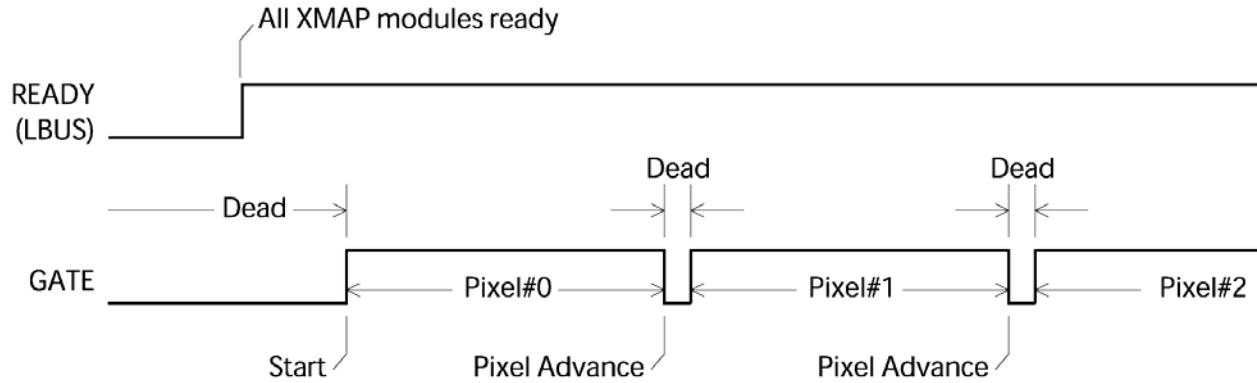 All XMAP modules ready
READY
(LBUS)
Dead
Dead
Dead
GATE
Pixel#0
Pixel#1
Pixel#2
Start
Pixel Advance
Pixel Advance